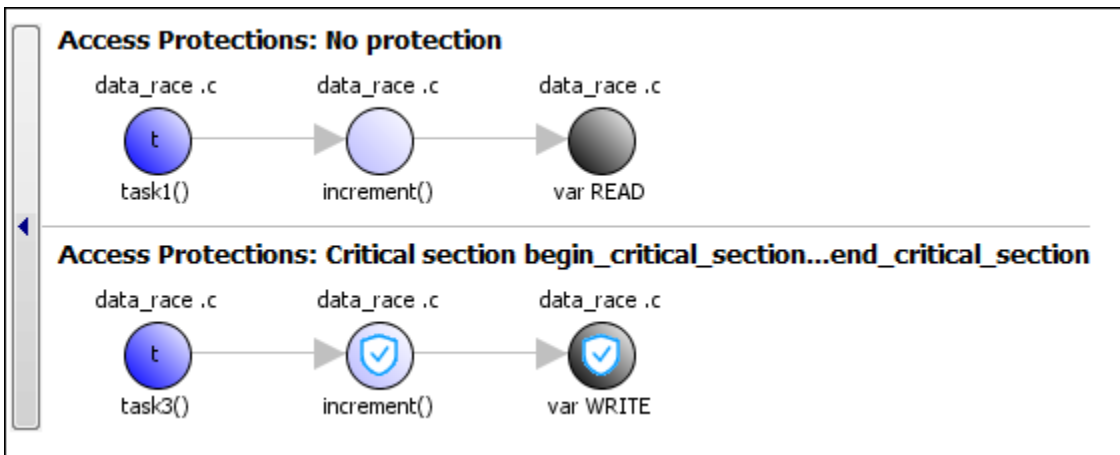 Access Protections: No protection
data_race .c data_race .c data_race .c
t
task1() increment() var READ
Access Protections: Critical section begin_critical_section...end_critical_section
data_race .c data_race .c data_race .c
t
task3() increment() var WRITE